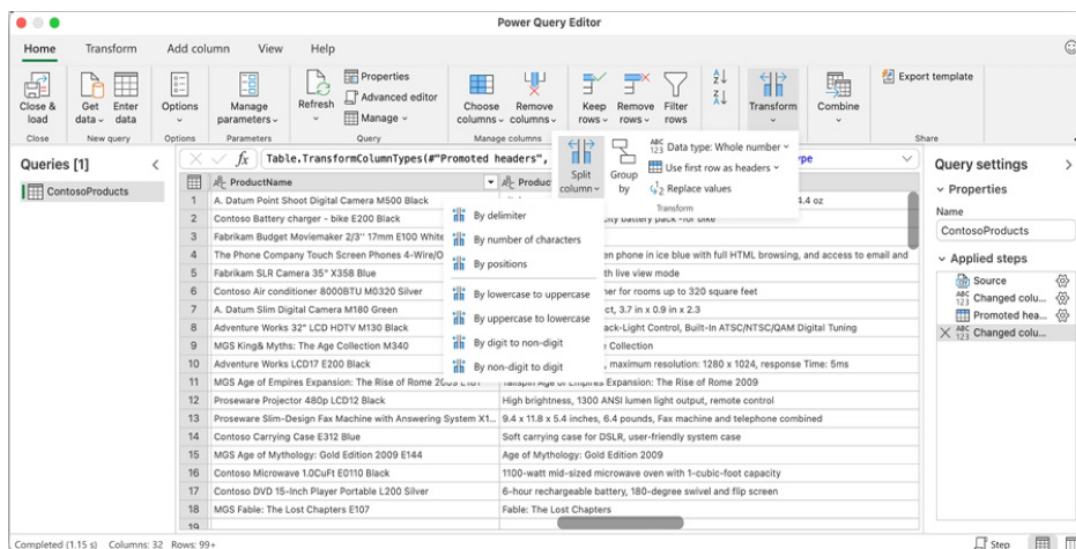 Power Query Editor
Home Transform Add column View Help
Close & load
Get data
Enter data
Options
Manage parameters
Refresh
Properties
Advanced editor
Manage
Choose columns
Remove columns
Keep rows
Remove rows
Filter rows
Transform
Combine
Export template
Close New query Options Parameters Query Manage columns Share
Queries [1]
ContosoProducts
fx Table.TransformColumnTypes(#"Promoted headers",
Split column
Group by
Data type: Whole number
Use first row as headers
Replace values
Transform
By delimiter
By number of characters
By positions
By lowercase to uppercase
By uppercase to lowercase
By digit to non-digit
By non-digit to digit
ProductName Product
1 A. Datum Point Shoot Digital Camera M500 Black 4.4 oz
2 Contoso Battery charger - bike E200 Black city battery pack -for bike
3 Fabrikam Budget Moviemaker 2/3'' 17mm E100 White
4 The Phone Company Touch Screen Phones 4-Wire/O en phone in ice blue with full HTML browsing, and access to email and
5 Fabrikam SLR Camera 35" X358 Blue th live view mode
6 Contoso Air conditioner 8000BTU M0320 Silver ner for rooms up to 320 square feet
7 A. Datum Slim Digital Camera M180 Green ct, 3.7 in x 0.9 in x 2.3
8 Adventure Works 32" LCD HDTV M130 Black ack-Light Control, Built-In ATSC/NTSC/QAM Digital Tuning
9 MGS King& Myths: The Age Collection M340 Collection
10 Adventure Works LCD17 E200 Black , maximum resolution: 1280 x 1024, response Time: 5ms
11 MGS Age of Empires Expansion: The Rise of Rome 2009 E101 Tailspin Age of Empires Expansion: The Rise of Rome 2009
12 Proseware Projector 480p LCD12 Black High brightness, 1300 ANSI lumen light output, remote control
13 Proseware Slim-Design Fax Machine with Answering System X1... 9.4 x 11.8 x 5.4 inches, 6.4 pounds, Fax machine and telephone combined
14 Contoso Carrying Case E312 Blue Soft carrying case for DSLR, user-friendly system case
15 MGS Age of Mythology: Gold Edition 2009 E144 Age of Mythology: Gold Edition 2009
16 Contoso Microwave 1.0CuFt E0110 Black 1100-watt mid-sized microwave oven with 1-cubic-foot capacity
17 Contoso DVD 15-Inch Player Portable L200 Silver 6-hour rechargeable battery, 180-degree swivel and flip screen
18 MGS Fable: The Lost Chapters E107 Fable: The Lost Chapters
19
Query settings
Properties
Name
ContosoProducts
Applied steps
Source
Changed colu...
Promoted hea...
Changed colu...
Completed (1.15 s) Columns: 32 Rows: 99+ Step